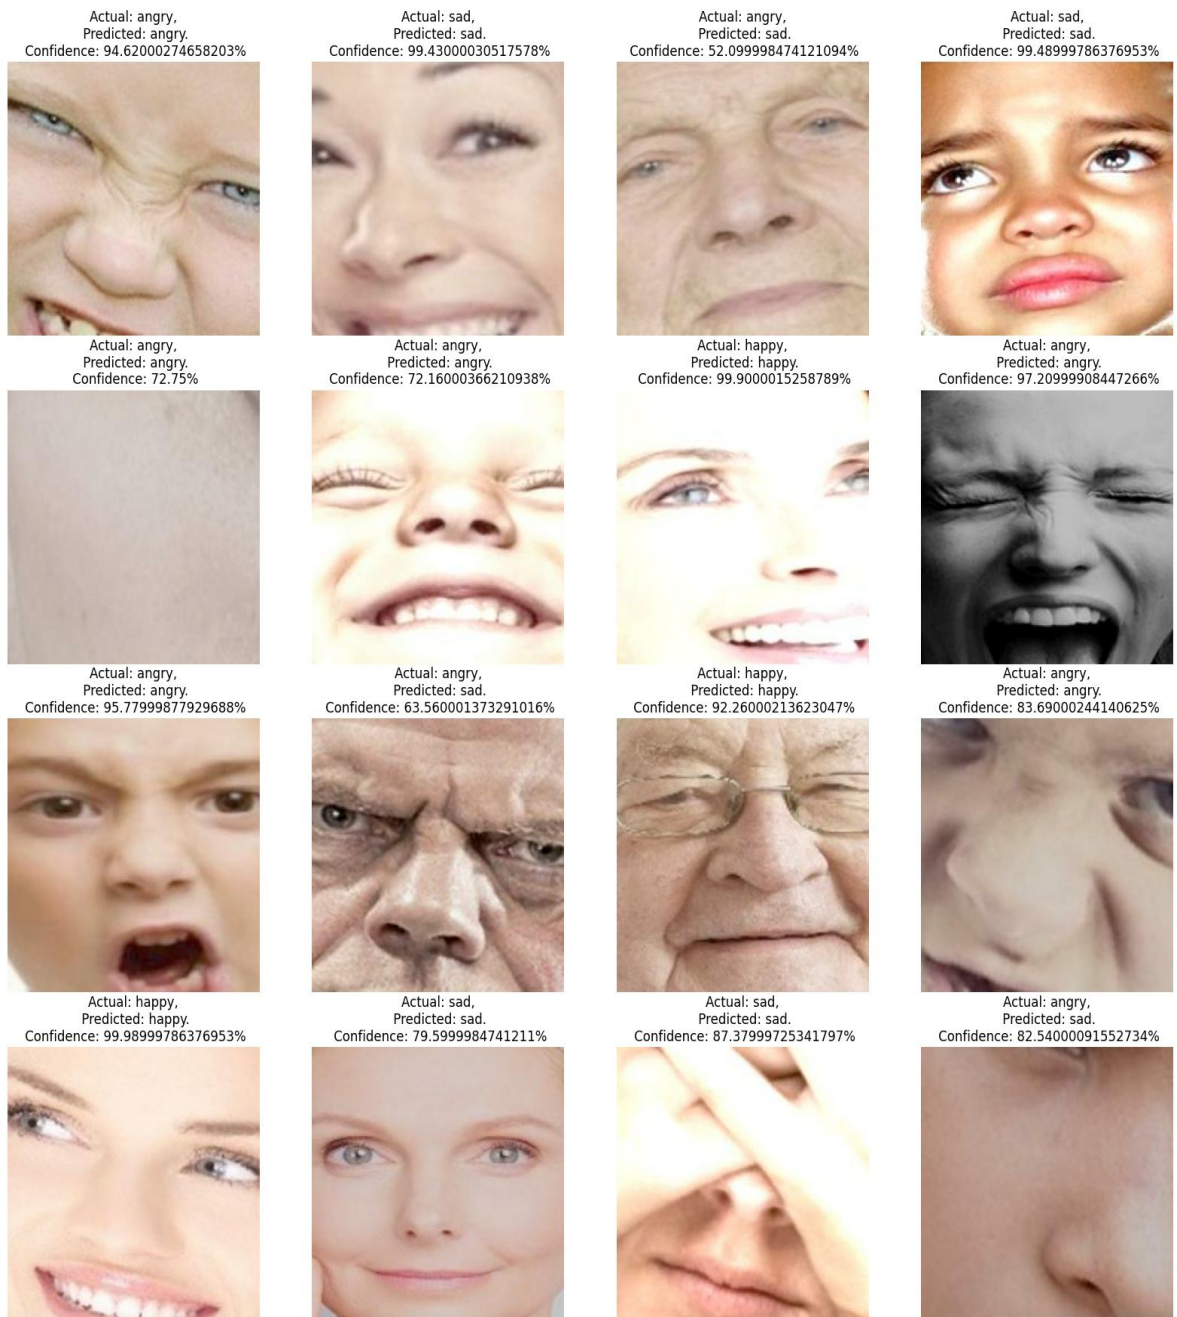 Actual: angry,
Predicted: angry.
Confidence: 94.62000274658203%
Actual: sad,
Predicted: sad.
Confidence: 99.43000030517578%
Actual: angry,
Predicted: sad.
Confidence: 52.099998474121094%
Actual: sad,
Predicted: sad.
Confidence: 99.48999786376953%
Actual: angry,
Predicted: angry.
Confidence: 72.75%
Actual: angry,
Predicted: angry.
Confidence: 72.16000366210938%
Actual: happy,
Predicted: happy.
Confidence: 99.9000015258789%
Actual: angry,
Predicted: angry.
Confidence: 97.20999908447266%
Actual: angry,
Predicted: angry.
Confidence: 95.77999877929688%
Actual: angry,
Predicted: sad.
Confidence: 63.560001373291016%
Actual: happy,
Predicted: happy.
Confidence: 92.26000213623047%
Actual: angry,
Predicted: angry.
Confidence: 83.69000244140625%
Actual: happy,
Predicted: happy.
Confidence: 99.98999786376953%
Actual: sad,
Predicted: sad.
Confidence: 79.5999984741211%
Actual: sad,
Predicted: sad.
Confidence: 87.37999725341797%
Actual: angry,
Predicted: sad.
Confidence: 82.54000091552734%